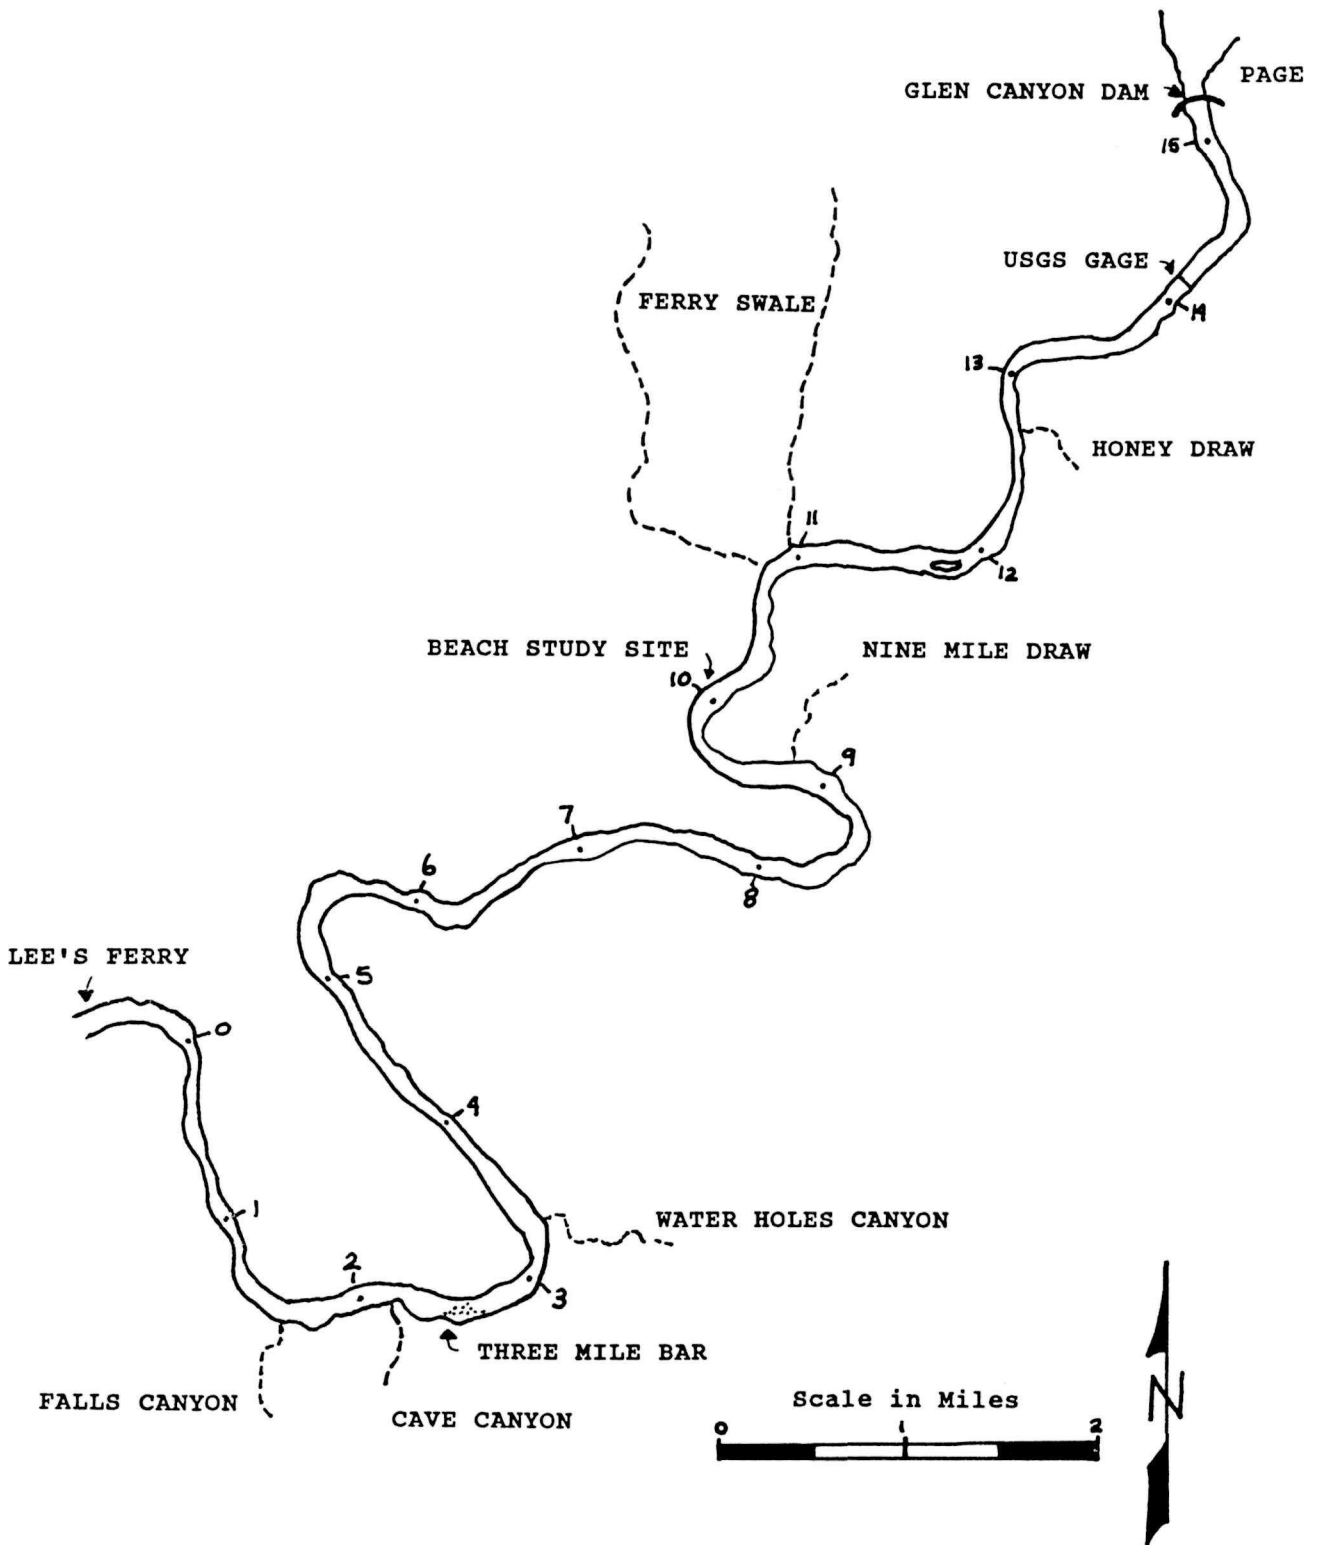 PAGE
GLEN CANYON DAM
15
USGS GAGE
14
FERRY SWALE
13
HONEY DRAW
11
12
BEACH STUDY SITE
NINE MILE DRAW
10
9
7
6
8
LEE'S FERRY
5
0
4
1
WATER HOLES CANYON
2
3
THREE MILE BAR
FALLS CANYON
CAVE CANYON
Scale in Miles
0 1 2
N